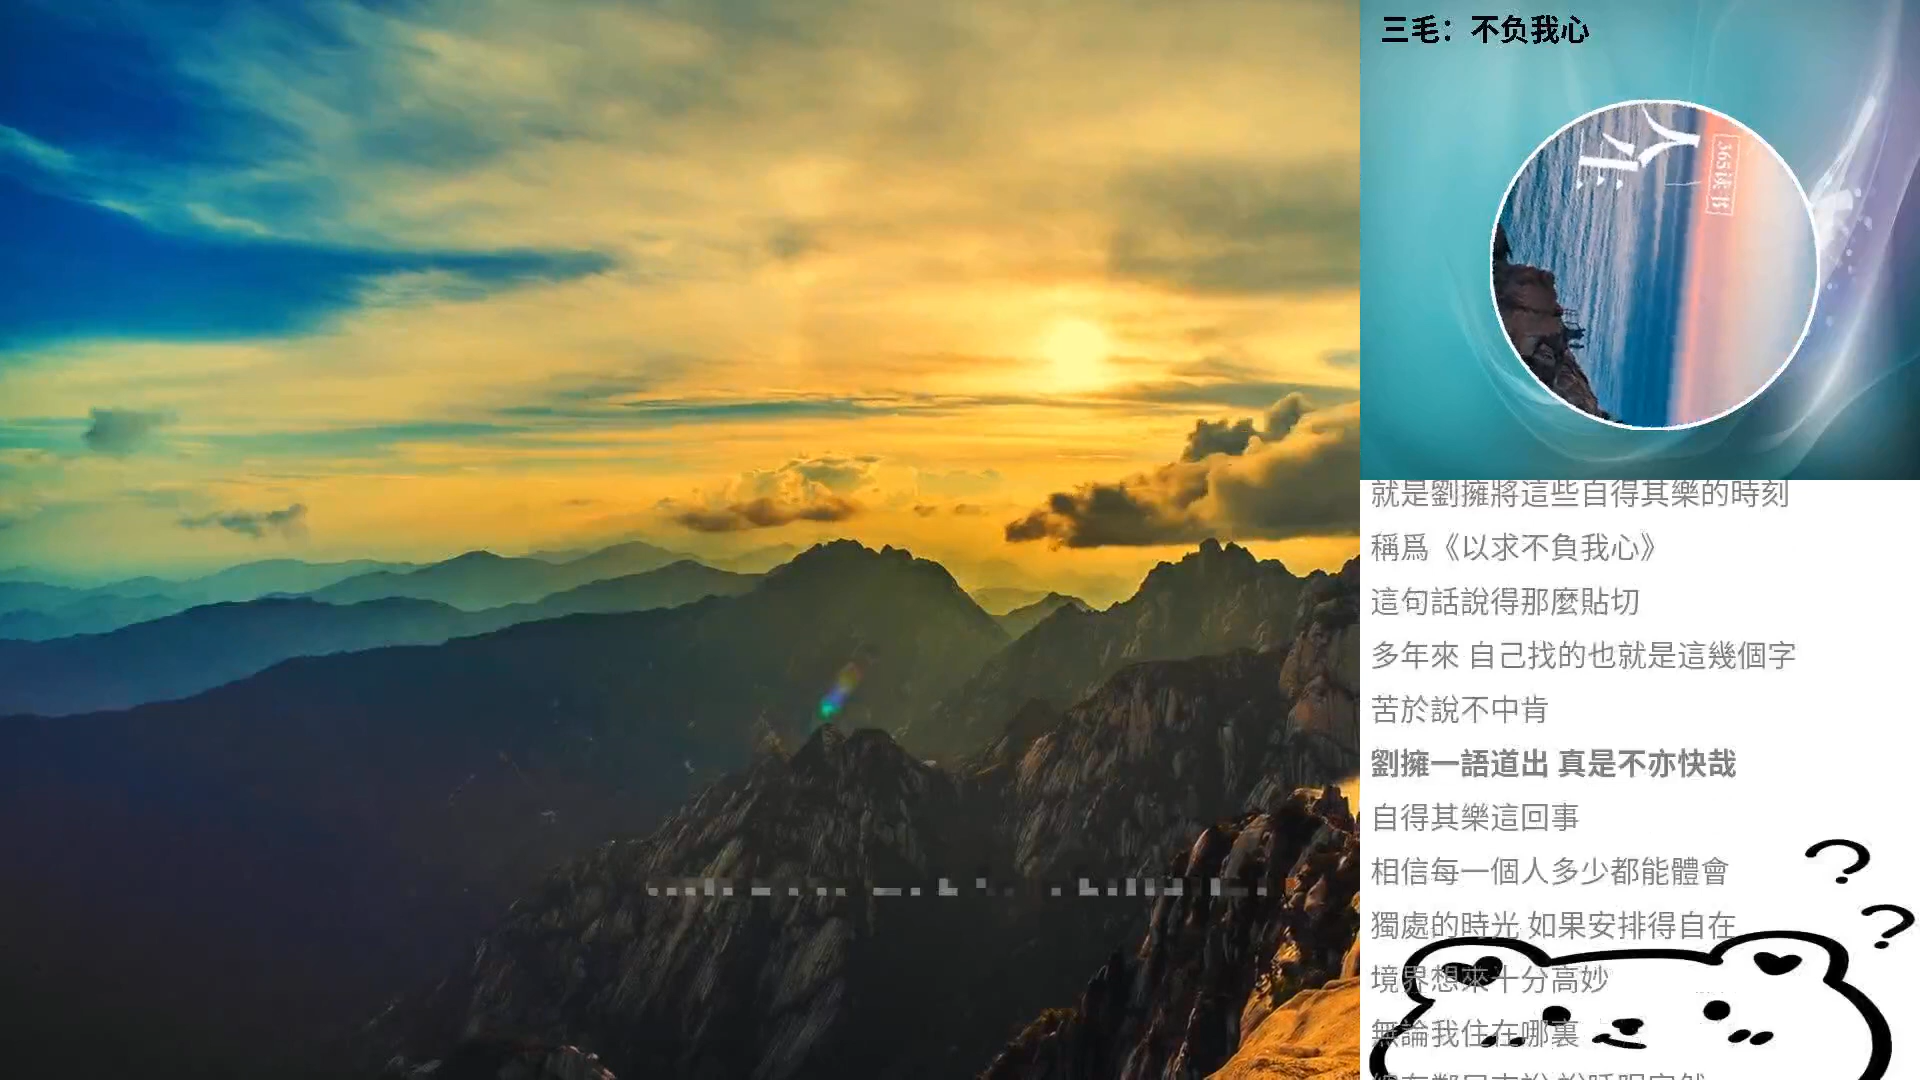 三毛：不负我心
人生
365读书
就是劉擁將這些自得其樂的時刻
稱爲《以求不負我心》
這句話說得那麼貼切
多年來 自己找的也就是這幾個字
苦於說不中肯
劉擁一語道出 真是不亦快哉
自得其樂這回事
相信每一個人多少都能體會
獨處的時光 如果安排得自在
境界想來十分高妙
無論我住在哪裏